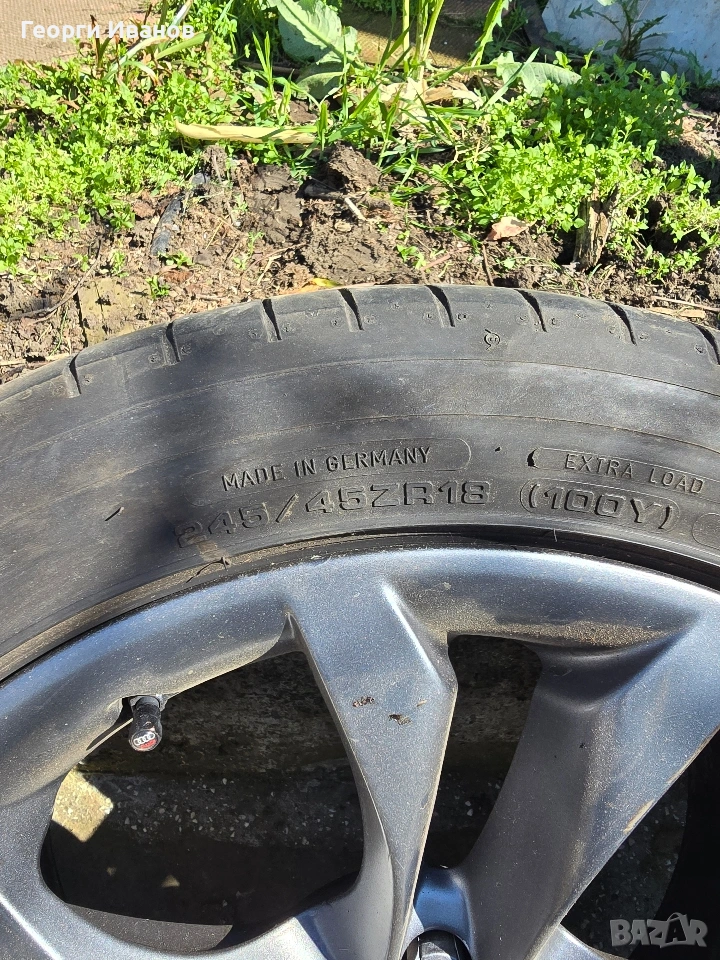 Георги Иванов
MADE IN GERMANY
EXTRA LOAD
245/45ZR18 (100Y)
BAZAR